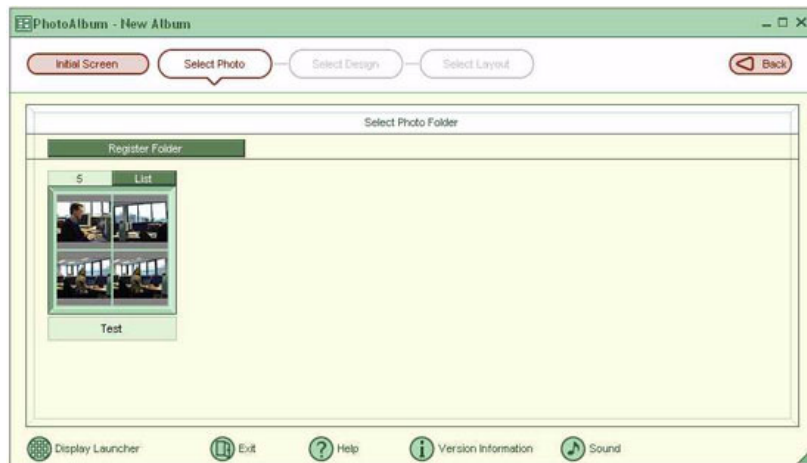 PhotoAlbum - New Album
Initial Screen Select Photo Select Design Select Layout Back
Select Photo Folder
Register Folder
5 List
Test
Display Launcher Exit Help Version Information Sound